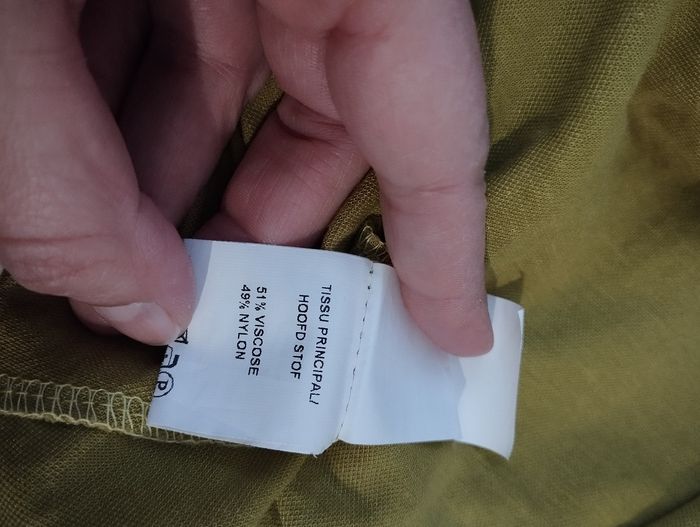 TISSU PRINCIPAL/
HOOFD STOF
51% VISCOSE
49% NYLON
P